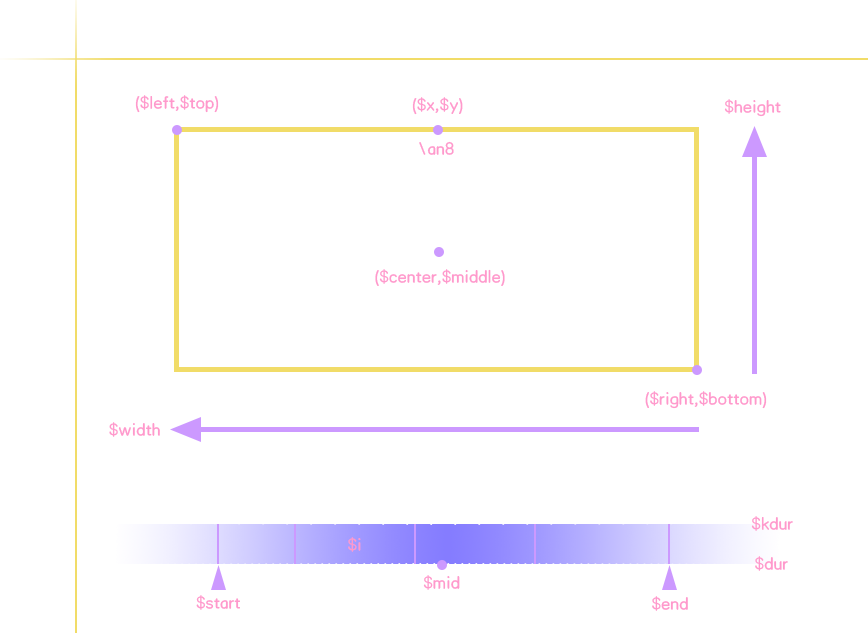 ($left,$top)
($x,$y)
$height
\an8
($center,$middle)
($right,$bottom)
$width
$kdur
$i
$dur
$mid
$start
$end